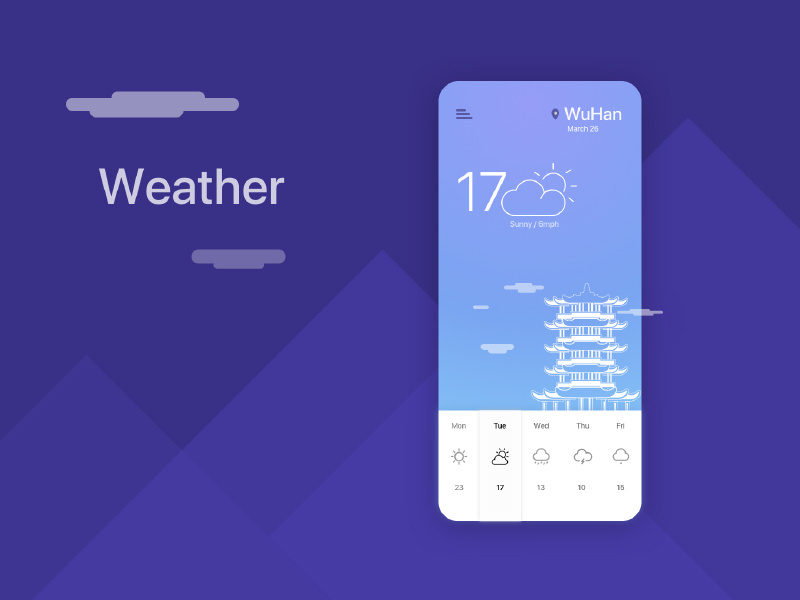 Weather
WuHan
March 26
17
Sunny / 6mph
Mon Tue Wed Thu Fri
23 17 13 10 15